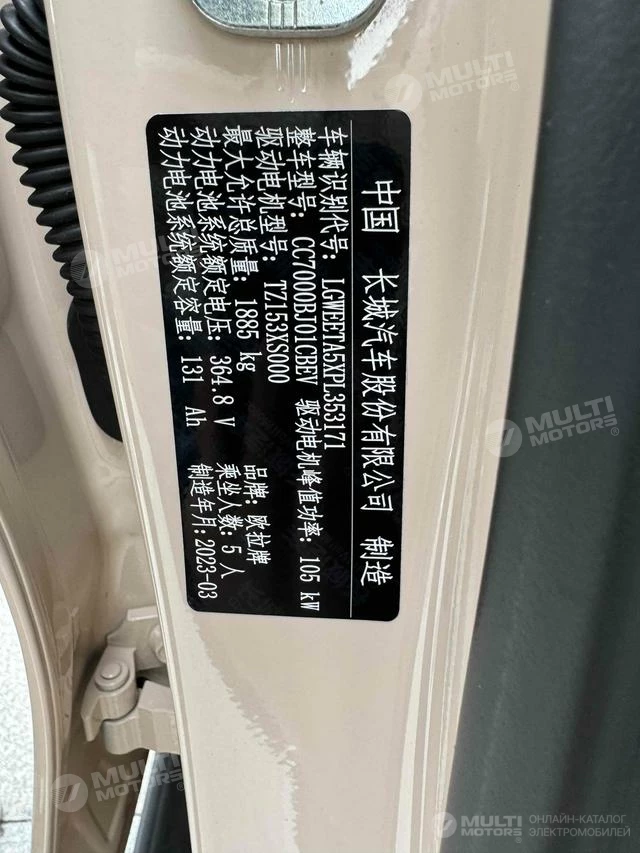 中国 长城汽车股份有限公司 制造
车辆识别代号: LGWEETA5XPL353171
整车型号: CC7000BJ01CBEV 驱动电机峰值功率: 105 kW
驱动电机型号: TZ153XS000
最大允许总质量: 1885 kg 品牌: 欧拉牌
动力电池系统额定电压: 364.8 V 乘坐人数: 5 人
动力电池系统额定容量: 131 Ah 制造年月: 2023-03
MULTI MOTORS®
MULTI MOTORS®
MULTI MOTORS
MULTI MOTORS ОНЛАЙН-КАТАЛОГ ЭЛЕКТРОМОБИЛЕЙ